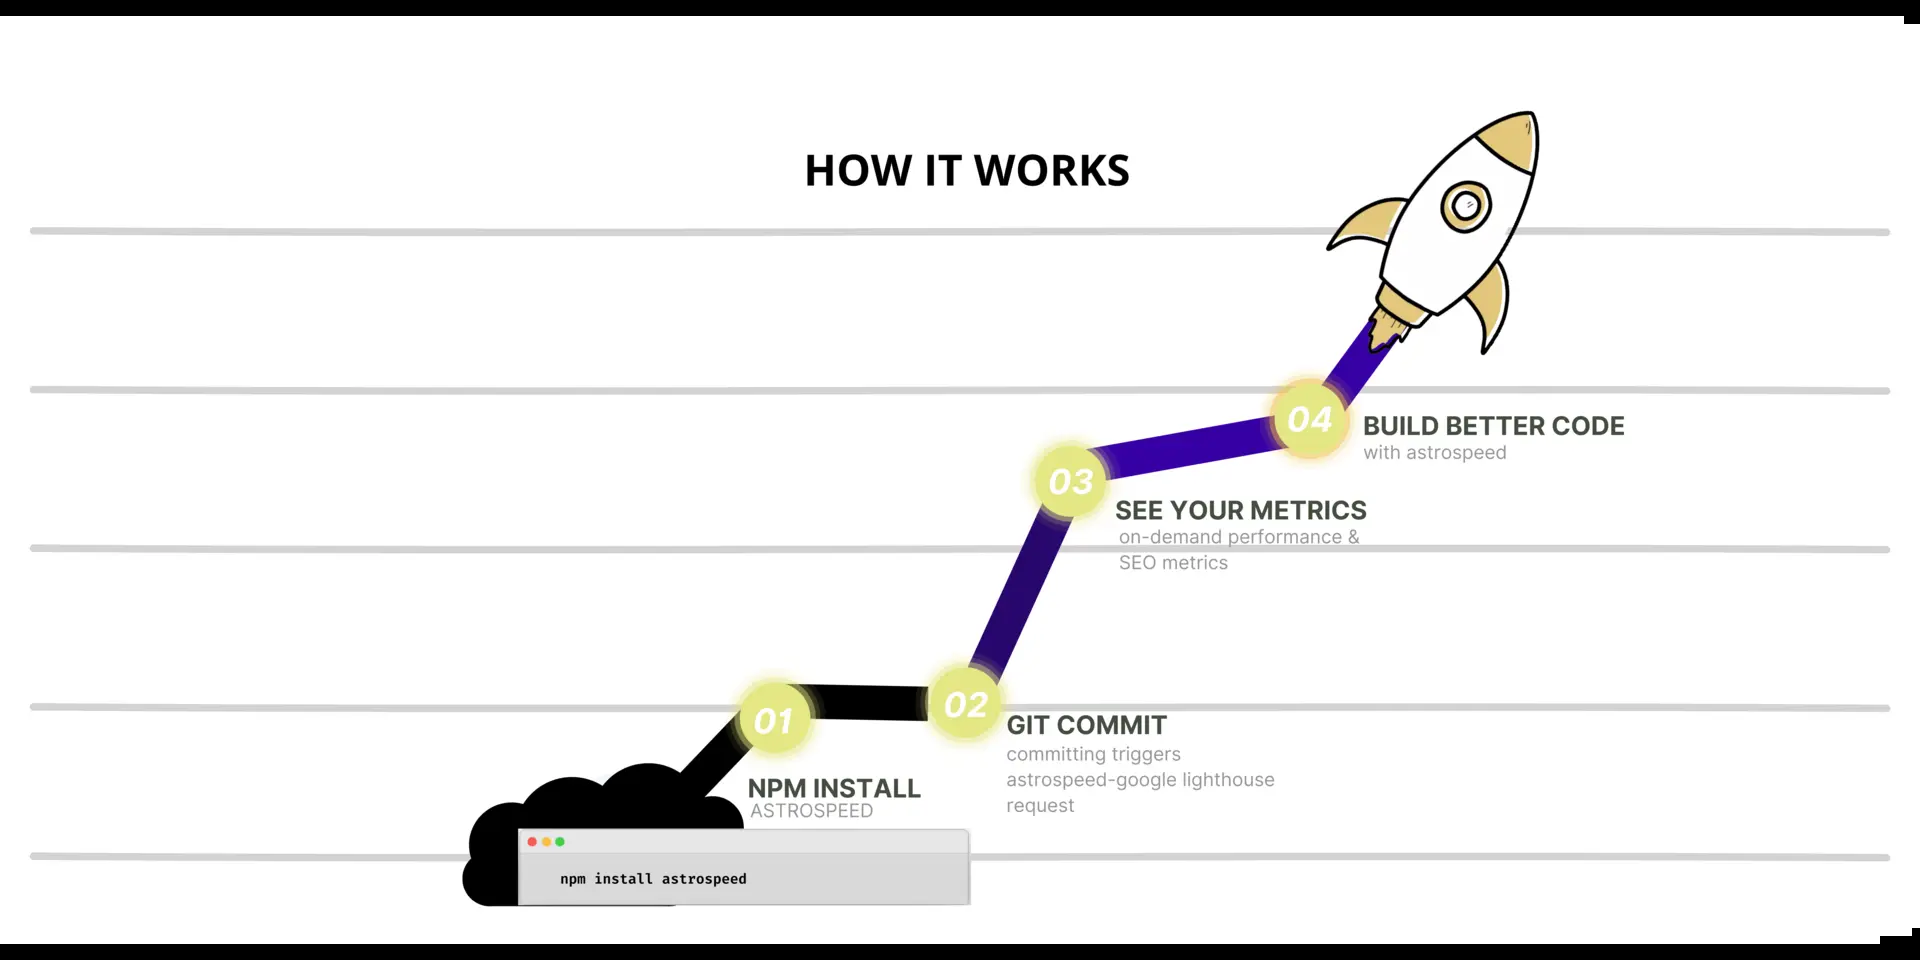 HOW IT WORKS
01
NPM INSTALL
ASTROSPEED
npm install astrospeed
02
GIT COMMIT
committing triggers
astrospeed-google lighthouse
request
03
SEE YOUR METRICS
on-demand performance &
SEO metrics
04
BUILD BETTER CODE
with astrospeed